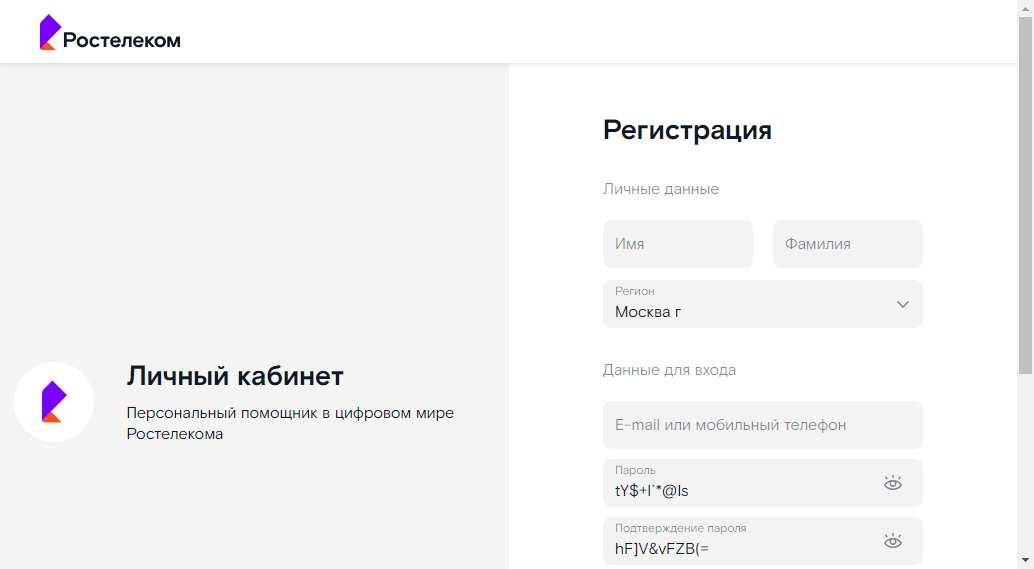 Ростелеком
Регистрация
Личные данные
Имя
Фамилия
Регион
Москва г
Личный кабинет
Персональный помощник в цифровом мире
Ростелекома
Данные для входа
E-mail или мобильный телефон
Пароль
tY$+l`*@ls
Подтверждение пароля
hF]V&vFZB(=